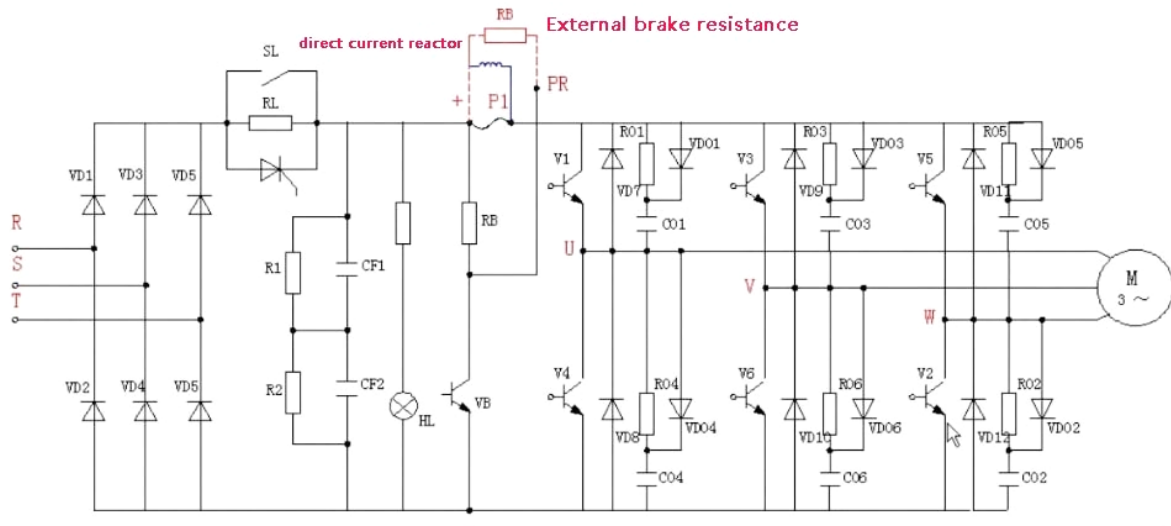 RB External brake resistance
direct current reactor
SL
PR
+ P1
RL
R01 VD01 R03 VD03 R05 VD05
V1 V3 V5
VD1 VD3 VD5
VD7 VD9 VD11
R
RB
C01 C03 C05
U
S
R1 CF1
M
3 ~
V
T
W
V4 V6 V2
VD2 VD4 VD5
R2 CF2
R04 R06 R02
VB
HL
VD8 VD04 VD10 VD06 VD12 VD02
C04 C06 C02